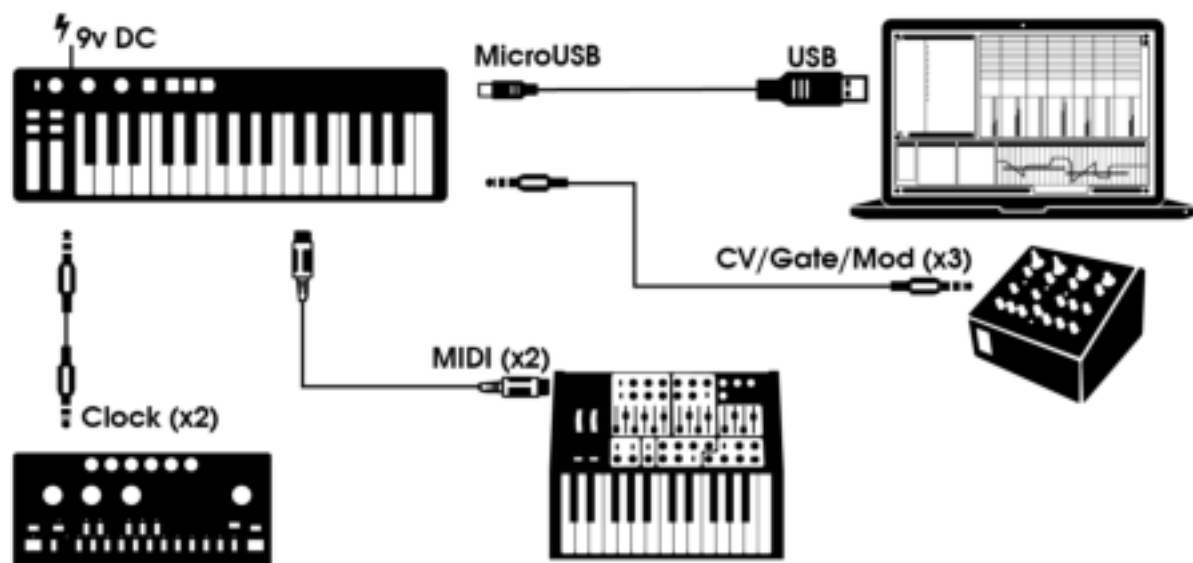 9v DC
MicroUSB
USB
CV/Gate/Mod (x3)
MIDI (x2)
Clock (x2)